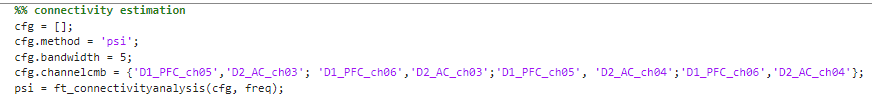 %% connectivity estimation
cfg = [];
cfg.method = 'psi';
cfg.bandwidth = 5;
cfg.channelcmb = {'D1_PFC_ch05','D2_AC_ch03'; 'D1_PFC_ch06','D2_AC_ch03';'D1_PFC_ch05', 'D2_AC_ch04';'D1_PFC_ch06','D2_AC_ch04'};
psi = ft_connectivityanalysis(cfg, freq);